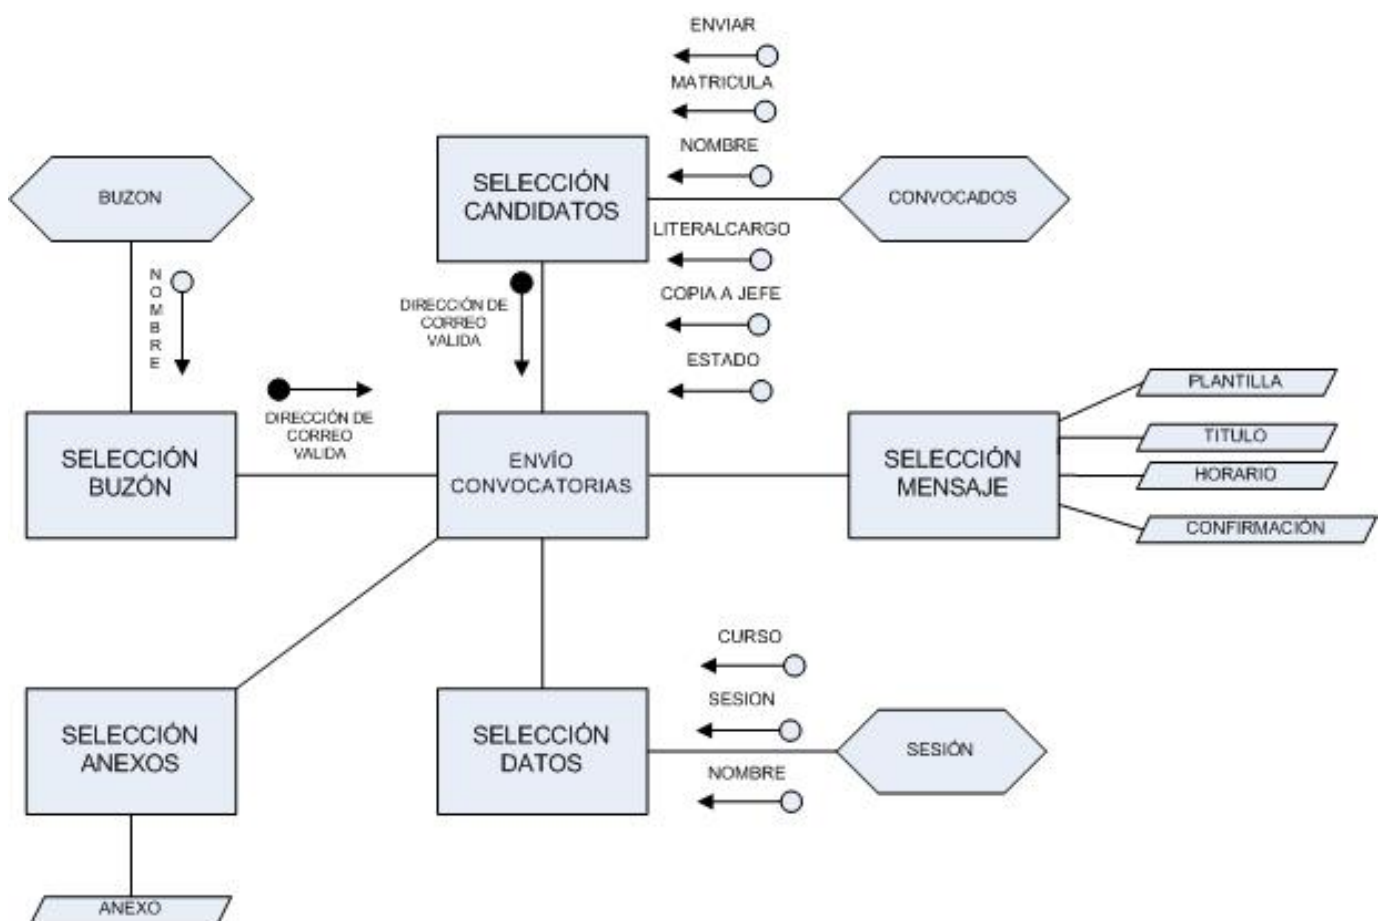 ENVIAR
MATRICULA
NOMBRE
BUZON
SELECCIÓN
CANDIDATOS
CONVOCADOS
LITERALCARGO
COPIA A JEFE
ESTADO
NOMBRE
DIRECCIÓN DE
CORREO
VALIDA
DIRECCIÓN DE
CORREO
VALIDA
SELECCIÓN
BUZÓN
ENVÍO
CONVOCATORIAS
SELECCIÓN
MENSAJE
PLANTILLA
TITULO
HORARIO
CONFIRMACIÓN
CURSO
SESION
NOMBRE
SELECCIÓN
ANEXOS
SELECCIÓN
DATOS
SESIÓN
ANEXO